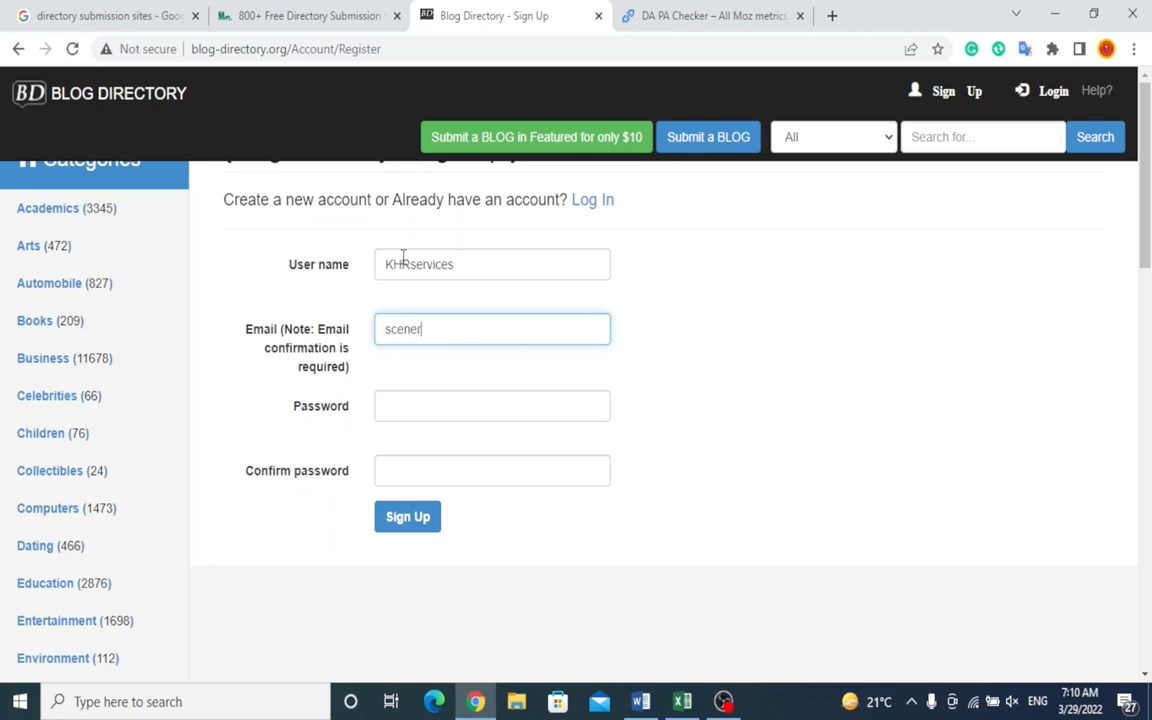 directory submission sites - Goo
800+ Free Directory Submission
BD Blog Directory - Sign Up
DA PA Checker – All Moz metrics
Not secure
blog-directory.org/Account/Register
BD BLOG DIRECTORY
Sign Up
Login
Help?
Submit a BLOG in Featured for only $10
Submit a BLOG
All
Search for...
Search
Categories
Create a new account or Already have an account? Log In
Academics (3345)
Arts (472)
Automobile (827)
Books (209)
Business (11678)
Celebrities (66)
Children (76)
Collectibles (24)
Computers (1473)
Dating (466)
Education (2876)
Entertainment (1698)
Environment (112)
User name
KHRservices
Email (Note: Email
confirmation is
required)
scener
Password
Confirm password
Sign Up
Type here to search
21°C
ENG
7:10 AM
3/29/2022
27